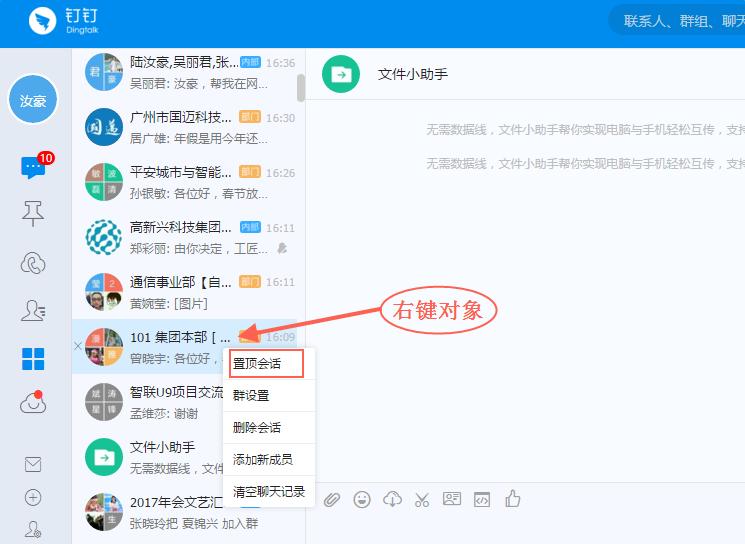 钉钉
Dingtalk
联系人、群组、聊天
汝豪
10
君
豪
陆汝豪,吴丽君,张...
内部
16:36
吴丽君: 汝豪，帮我在网...
广州市国迈科技...
部门
16:30
居广雄: 年假是用今年还...
敏
波
磊
清
平安城市与智能...
部门
16:26
孙银敏: 各位好，春节放...
高新兴科技集团...
内部
16:11
郑彩丽: 由你决定，工匠...
莹
2
通信事业部【自...
部门
16:11
黄婉莹: [图片]
101 集团本部 [ ...
16:09
曾晓宇: 各位好，
斌
涛
星
锋
智联U9项目交流
孟维莎: 谢谢
文件小助手
无需数据线，文件
生
2017年会文艺汇
张晓玲把 夏锦兴 加入群
置顶会话
群设置
删除会话
添加新成员
清空聊天记录
文件小助手
无需数据线，文件小助手帮你实现电脑与手机轻松互传，支持
无需数据线，文件小助手帮你实现电脑与手机轻松互传，支持
右键对象